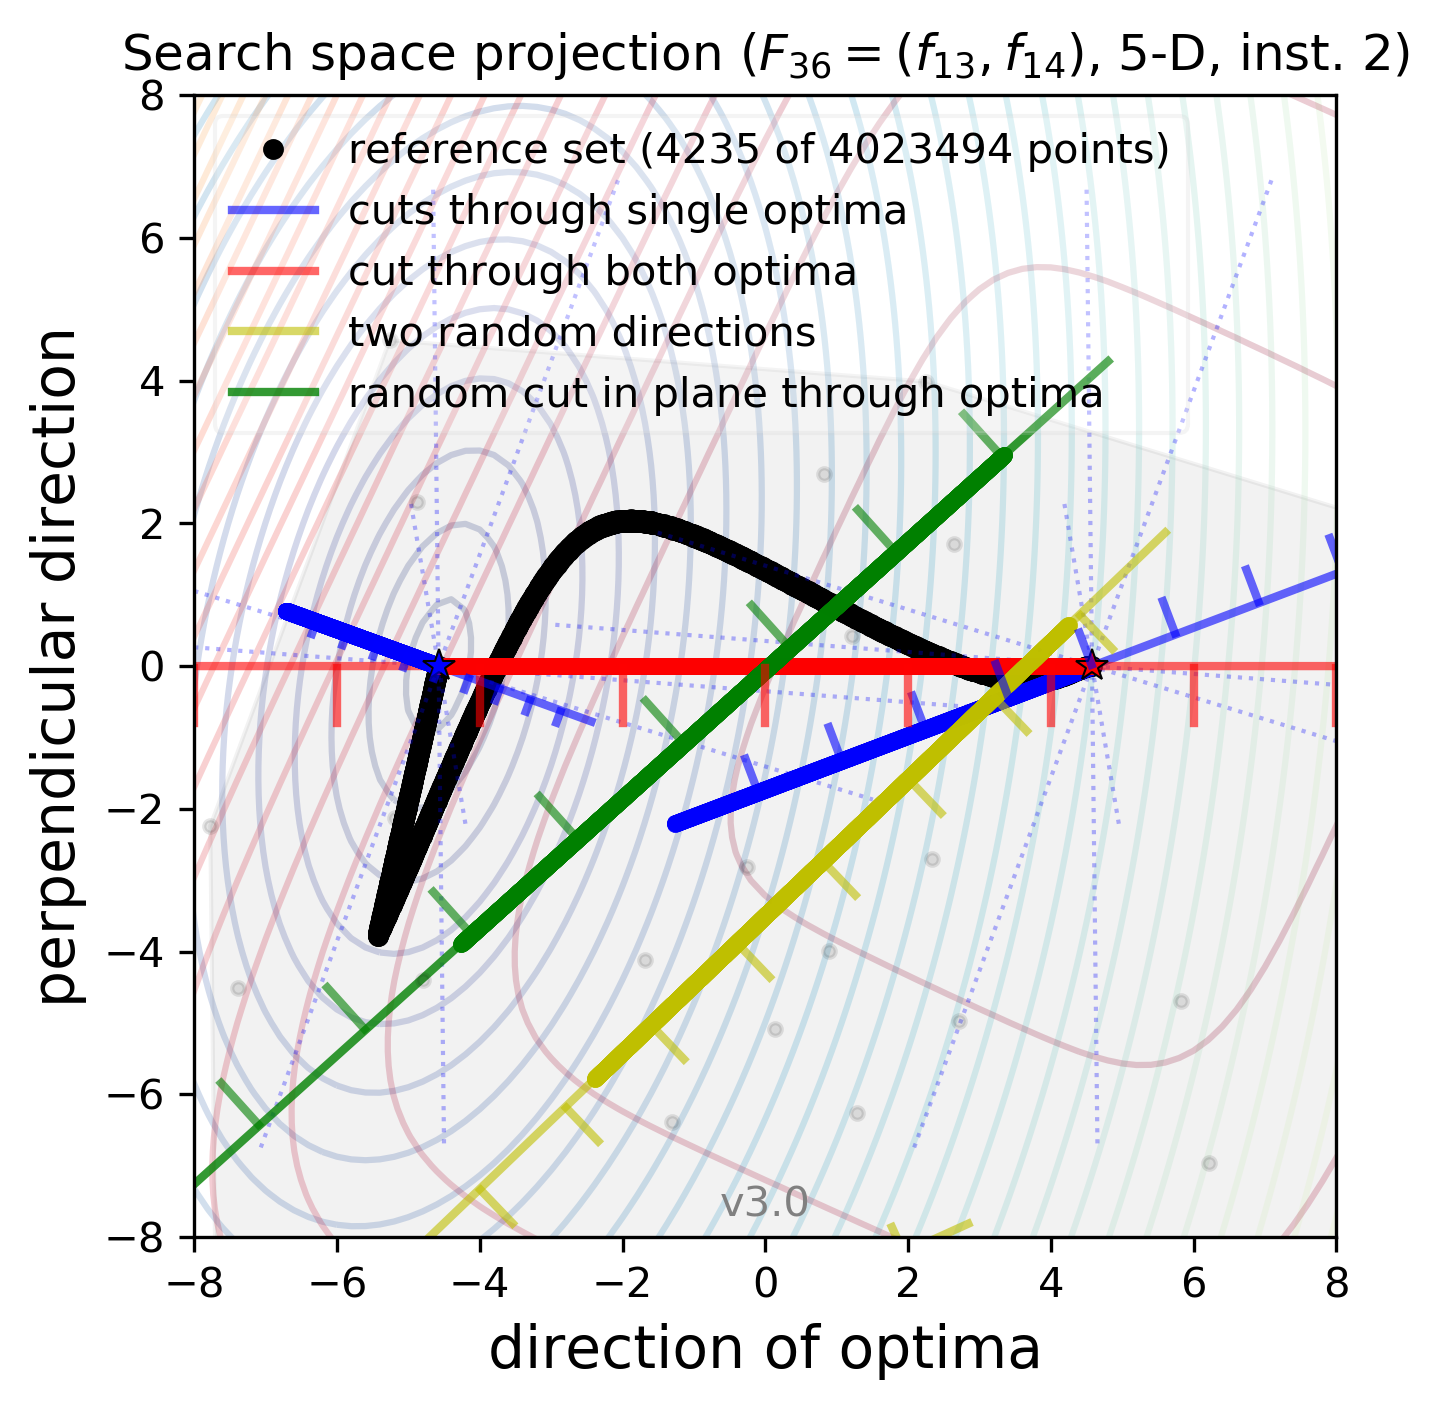 Search space projection (F36 = (f13, f14), 5-D, inst. 2)
reference set (4235 of 4023494 points)
cuts through single optima
cut through both optima
two random directions
random cut in plane through optima
perpendicular direction
8
6
4
2
0
−2
−4
−6
−8
v3.0
−8 −6 −4 −2 0 2 4 6 8
direction of optima